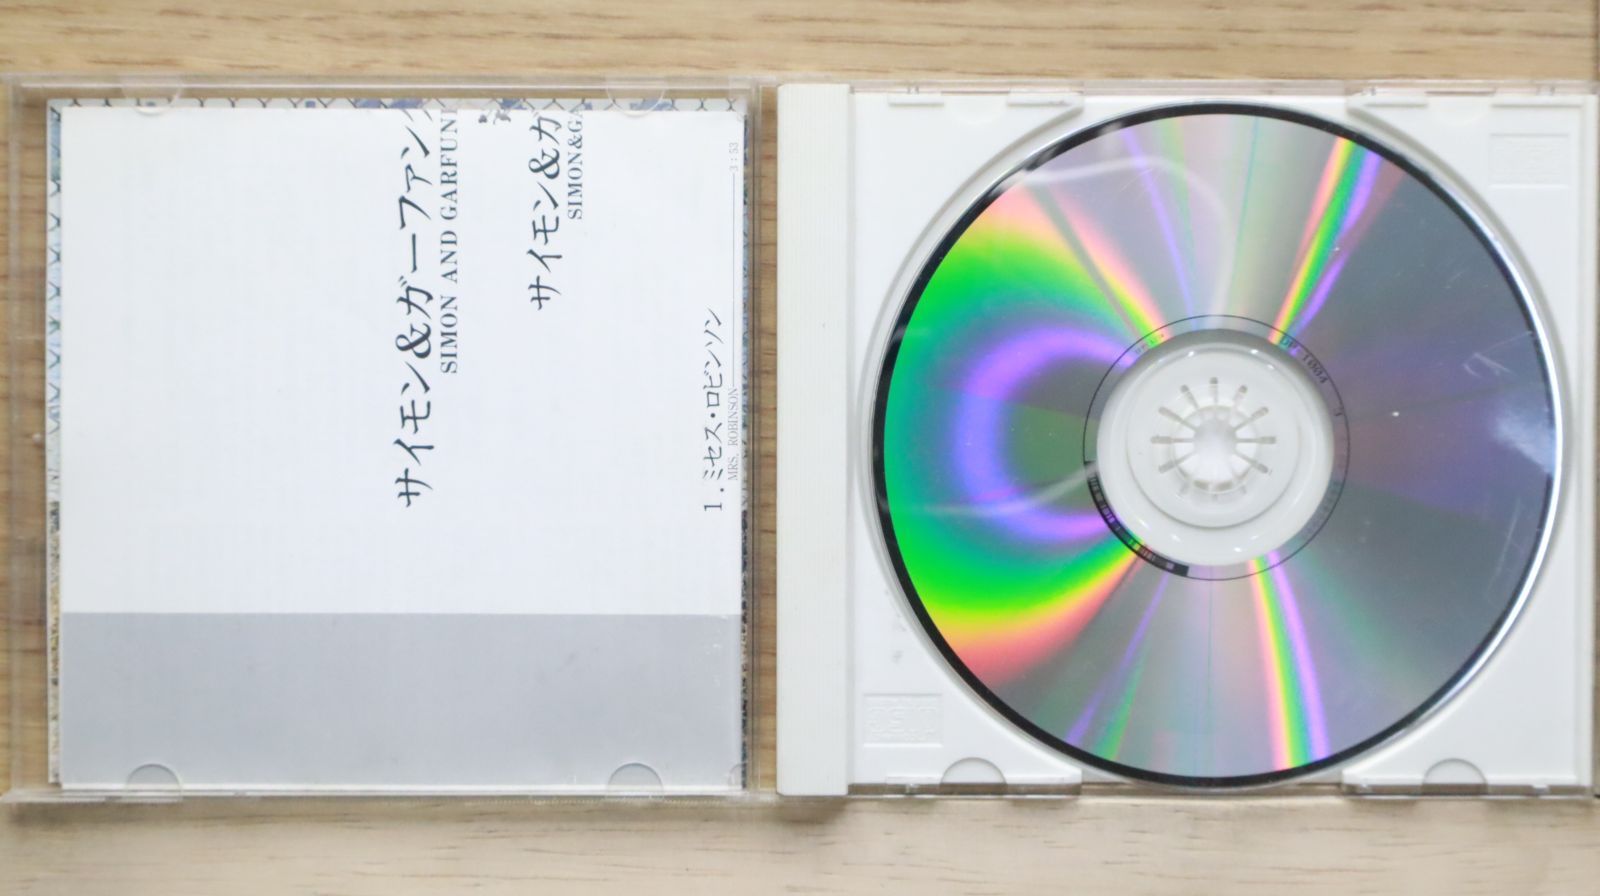 サイモン&ガーファン
SIMON AND GARFUN
サイモン&ガ
SIMON&GA
1. ミセス・ロビンソン
MRS. ROBINSON 3:53